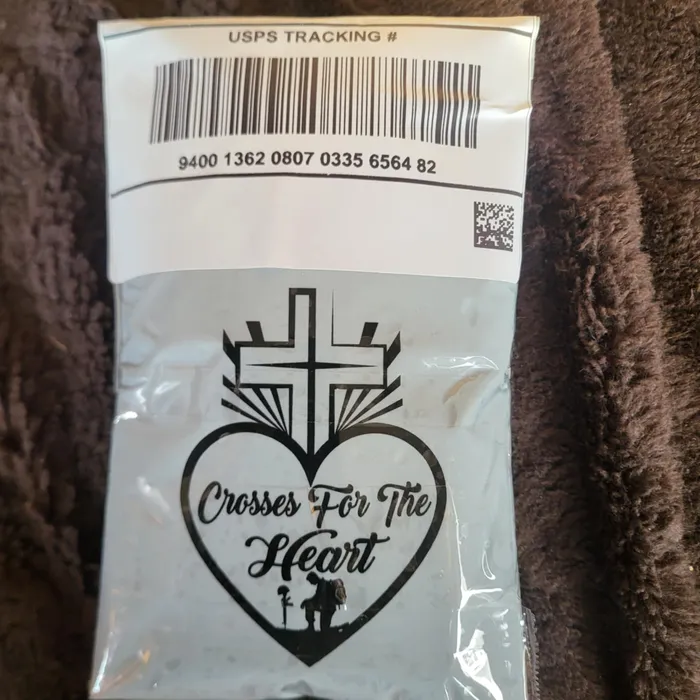 USPS TRACKING #
9400 1362 0807 0335 6564 82
Crosses For The
Heart